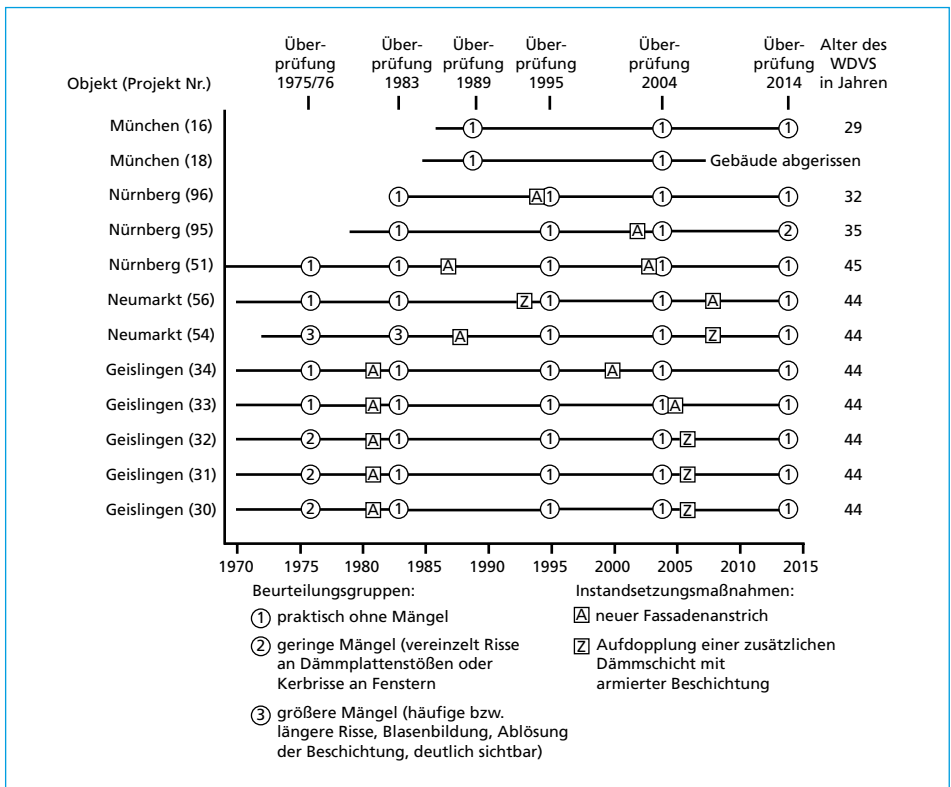 Über- Über- Über- Über- Über- Über- Alter des
prüfung prüfung prüfung prüfung prüfung prüfung WDVS
Objekt (Projekt Nr.) 1975/76 1983 1989 1995 2004 2014 in Jahren
München (16) 1 1 1 29
München (18) 1 1 Gebäude abgerissen
Nürnberg (96) 1 A 1 1 1 32
Nürnberg (95) 1 1 A 1 2 35
Nürnberg (51) 1 1 A 1 A 1 1 45
Neumarkt (56) 1 1 Z 1 1 A 1 44
Neumarkt (54) 3 3 A 1 1 Z 1 44
Geislingen (34) 1 A 1 1 A 1 1 44
Geislingen (33) 1 A 1 1 1 A 1 44
Geislingen (32) 2 A 1 1 1 Z 1 44
Geislingen (31) 2 A 1 1 1 Z 1 44
Geislingen (30) 2 A 1 1 1 Z 1 44
1970 1975 1980 1985 1990 1995 2000 2005 2010 2015
Beurteilungsgruppen:
1 praktisch ohne Mängel
2 geringe Mängel (vereinzelt Risse
an Dämmplattenstößen oder
Kerbrisse an Fenstern
3 größere Mängel (häufige bzw.
längere Risse, Blasenbildung, Ablösung
der Beschichtung, deutlich sichtbar)
Instandsetzungsmaßnahmen:
A neuer Fassadenanstrich
Z Aufdopplung einer zusätzlichen
Dämmschicht mit
armierter Beschichtung